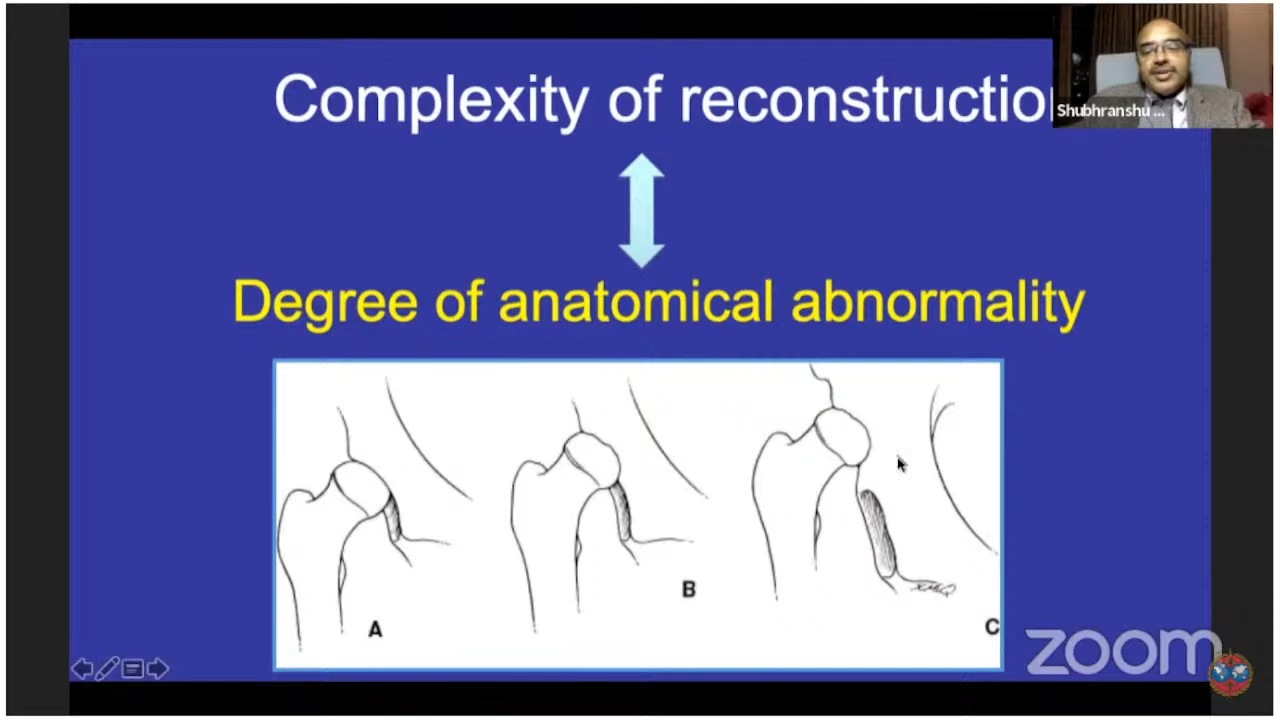 Complexity of reconstructio
Shubhranshu ...
Degree of anatomical abnormality
A
B
C
zoom